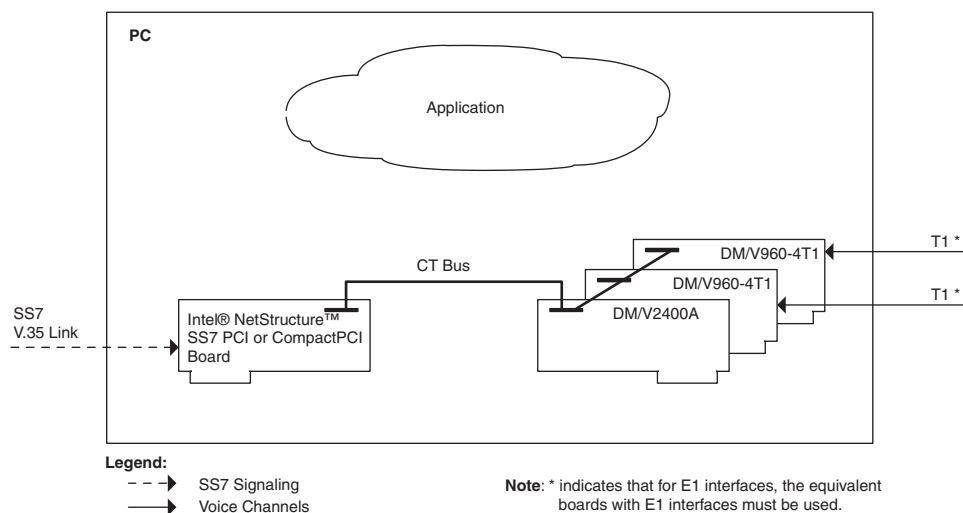 PC
Application
DM/V960-4T1
T1 *
CT Bus
DM/V960-4T1
T1 *
SS7
V.35 Link
Intel® NetStructure™
SS7 PCI or CompactPCI
Board
DM/V2400A
Legend:
SS7 Signaling
Voice Channels
Note: * indicates that for E1 interfaces, the equivalent
boards with E1 interfaces must be used.